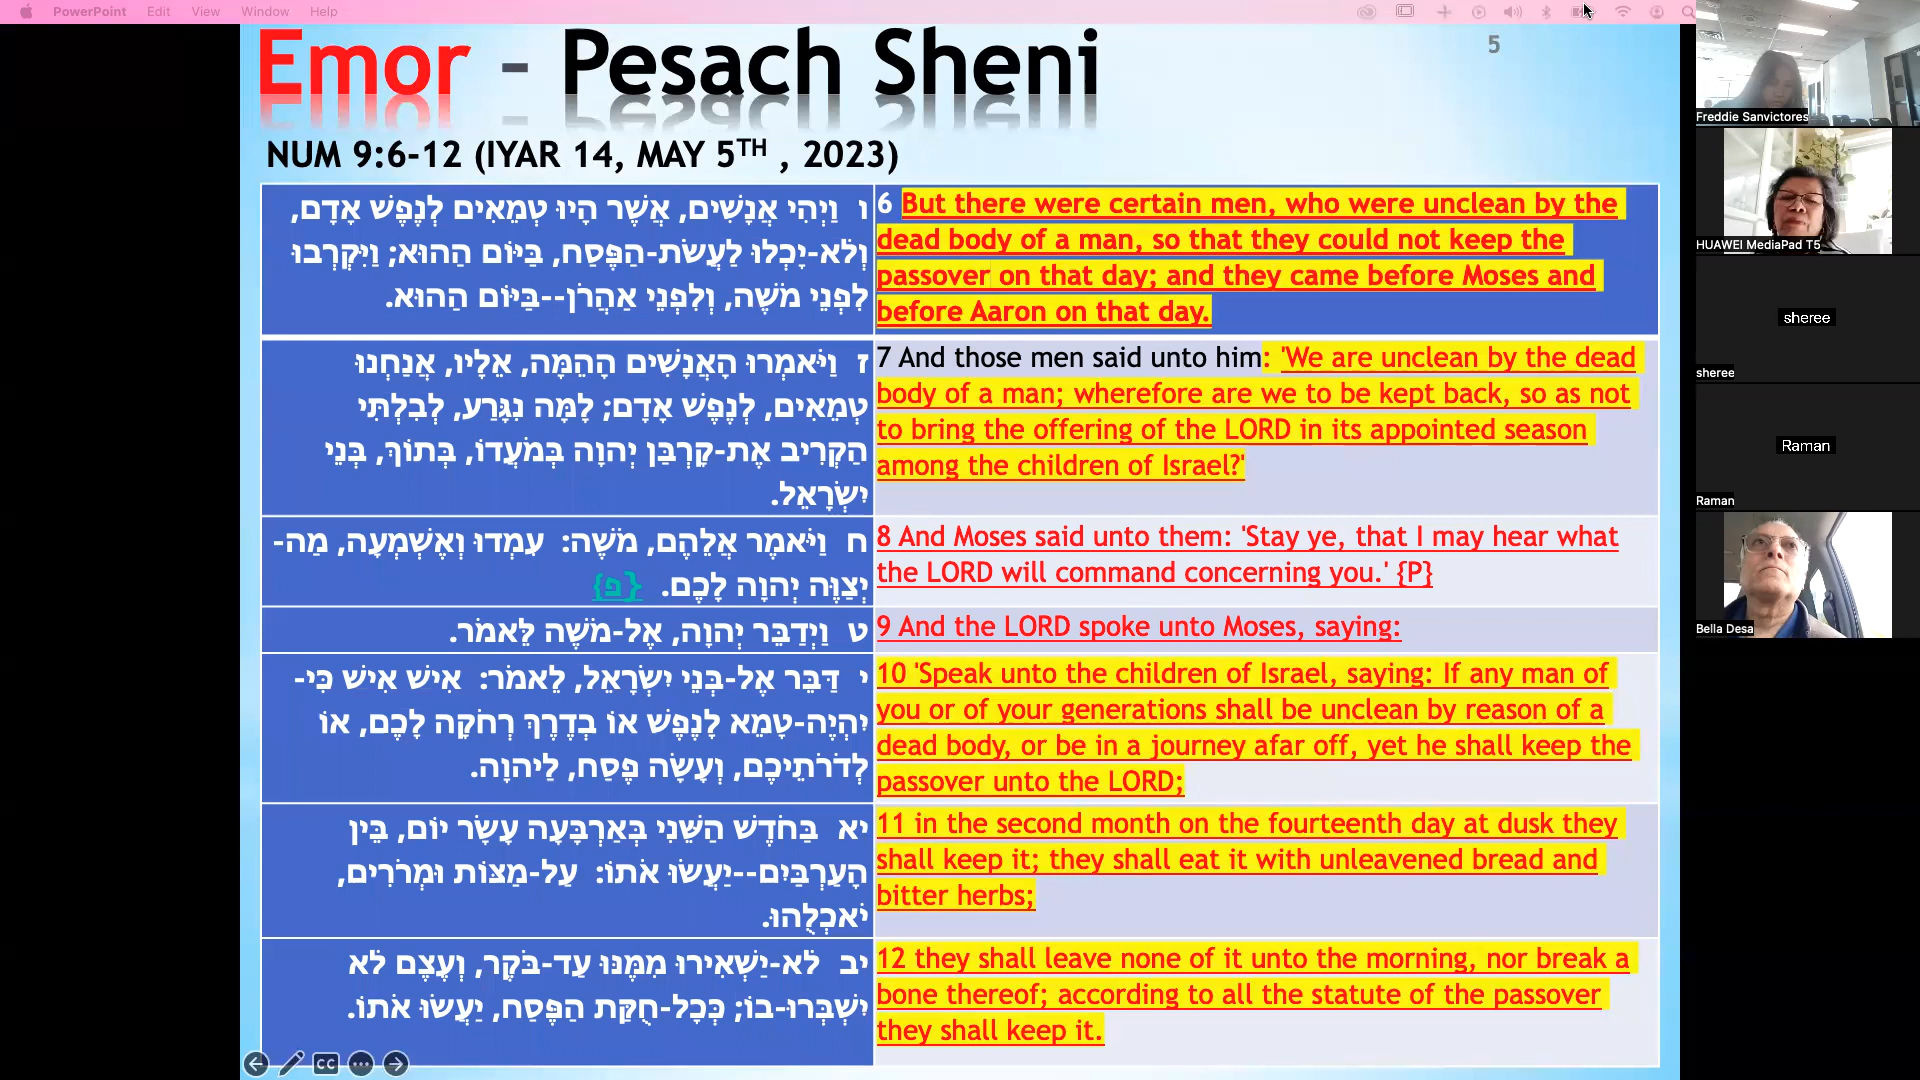 PowerPoint Edit View Window Help
Emor - Pesach Sheni
5
NUM 9:6-12 (IYAR 14, MAY 5TH , 2023)
ו וַיְהִי אֲנָשִׁים, אֲשֶׁר הָיוּ טְמֵאִים לְנֶפֶשׁ אָדָם,
וְלֹא-יָכְלוּ לַעֲשֹׂת-הַפֶּסַח, בַּיּוֹם הַהוּא; וַיִּקְרְבוּ
לִפְנֵי מֹשֶׁה, וְלִפְנֵי אַהֲרֹן--בַּיּוֹם הַהוּא.
6 But there were certain men, who were unclean by the
dead body of a man, so that they could not keep the
passover on that day; and they came before Moses and
before Aaron on that day.
ז וַיֹּאמְרוּ הָאֲנָשִׁים הָהֵמָּה, אֵלָיו, אֲנַחְנוּ
טְמֵאִים, לְנֶפֶשׁ אָדָם; לָמָּה נִגָּרַע, לְבִלְתִּי
הַקְרִיב אֶת-קָרְבַּן יְהוָה בְּמֹעֲדוֹ, בְּתוֹךְ, בְּנֵי
יִשְׂרָאֵל.
7 And those men said unto him: 'We are unclean by the dead
body of a man; wherefore are we to be kept back, so as not
to bring the offering of the LORD in its appointed season
among the children of Israel?'
ח וַיֹּאמֶר אֲלֵהֶם, מֹשֶׁה: עִמְדוּ וְאֶשְׁמְעָה, מַה-
יְצַוֶּה יְהוָה לָכֶם. {פ}
8 And Moses said unto them: 'Stay ye, that I may hear what
the LORD will command concerning you.' {P}
ט וַיְדַבֵּר יְהוָה, אֶל-מֹשֶׁה לֵּאמֹר.
9 And the LORD spoke unto Moses, saying:
י דַּבֵּר אֶל-בְּנֵי יִשְׂרָאֵל, לֵאמֹר: אִישׁ אִישׁ כִּי-
יִהְיֶה-טָמֵא לָנֶפֶשׁ אוֹ בְדֶרֶךְ רְחֹקָה לָכֶם, אוֹ
לְדֹרֹתֵיכֶם, וְעָשָׂה פֶסַח, לַיהוָה.
10 'Speak unto the children of Israel, saying: If any man of
you or of your generations shall be unclean by reason of a
dead body, or be in a journey afar off, yet he shall keep the
passover unto the LORD;
יא בַּחֹדֶשׁ הַשֵּׁנִי בְּאַרְבָּעָה עָשָׂר יוֹם, בֵּין
הָעַרְבַּיִם--יַעֲשׂוּ אֹתוֹ: עַל-מַצּוֹת וּמְרֹרִים,
יֹאכְלֻהוּ.
11 in the second month on the fourteenth day at dusk they
shall keep it; they shall eat it with unleavened bread and
bitter herbs;
יב לֹא-יַשְׁאִירוּ מִמֶּנּוּ עַד-בֹּקֶר, וְעֶצֶם לֹא
יִשְׁבְּרוּ-בוֹ; כְּכָל-חֻקַּת הַפֶּסַח, יַעֲשׂוּ אֹתוֹ.
12 they shall leave none of it unto the morning, nor break a
bone thereof; according to all the statute of the passover
they shall keep it.
CC
Freddie Sanvictores
HUAWEI MediaPad T5
sheree
sheree
Raman
Raman
Bella Desa